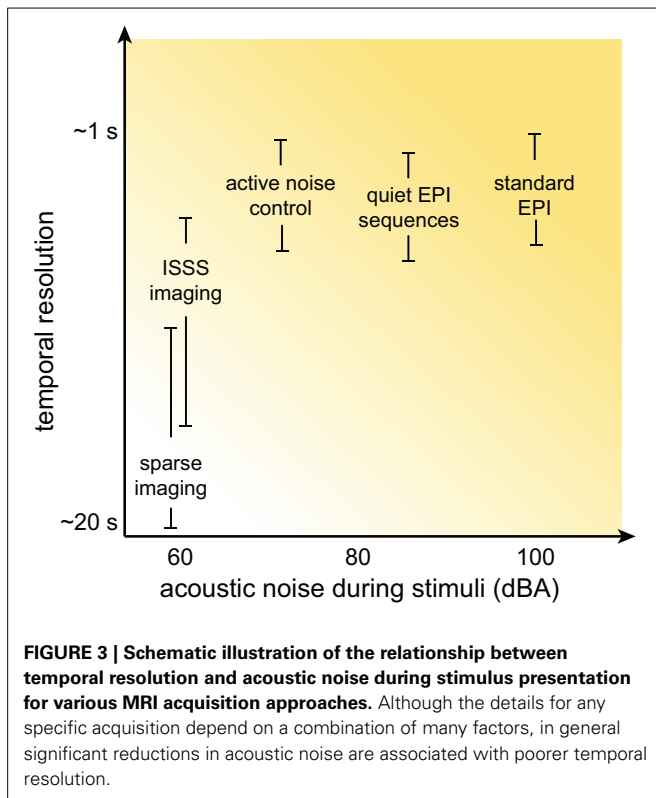 ~1 s
active noise
control
quiet EPI
sequences
standard
EPI
ISSS
imaging
sparse
imaging
~20 s
temporal resolution
60
80
100
acoustic noise during stimuli (dBA)
FIGURE 3 | Schematic illustration of the relationship between
temporal resolution and acoustic noise during stimulus presentation
for various MRI acquisition approaches. Although the details for any
specific acquisition depend on a combination of many factors, in general
significant reductions in acoustic noise are associated with poorer temporal
resolution.